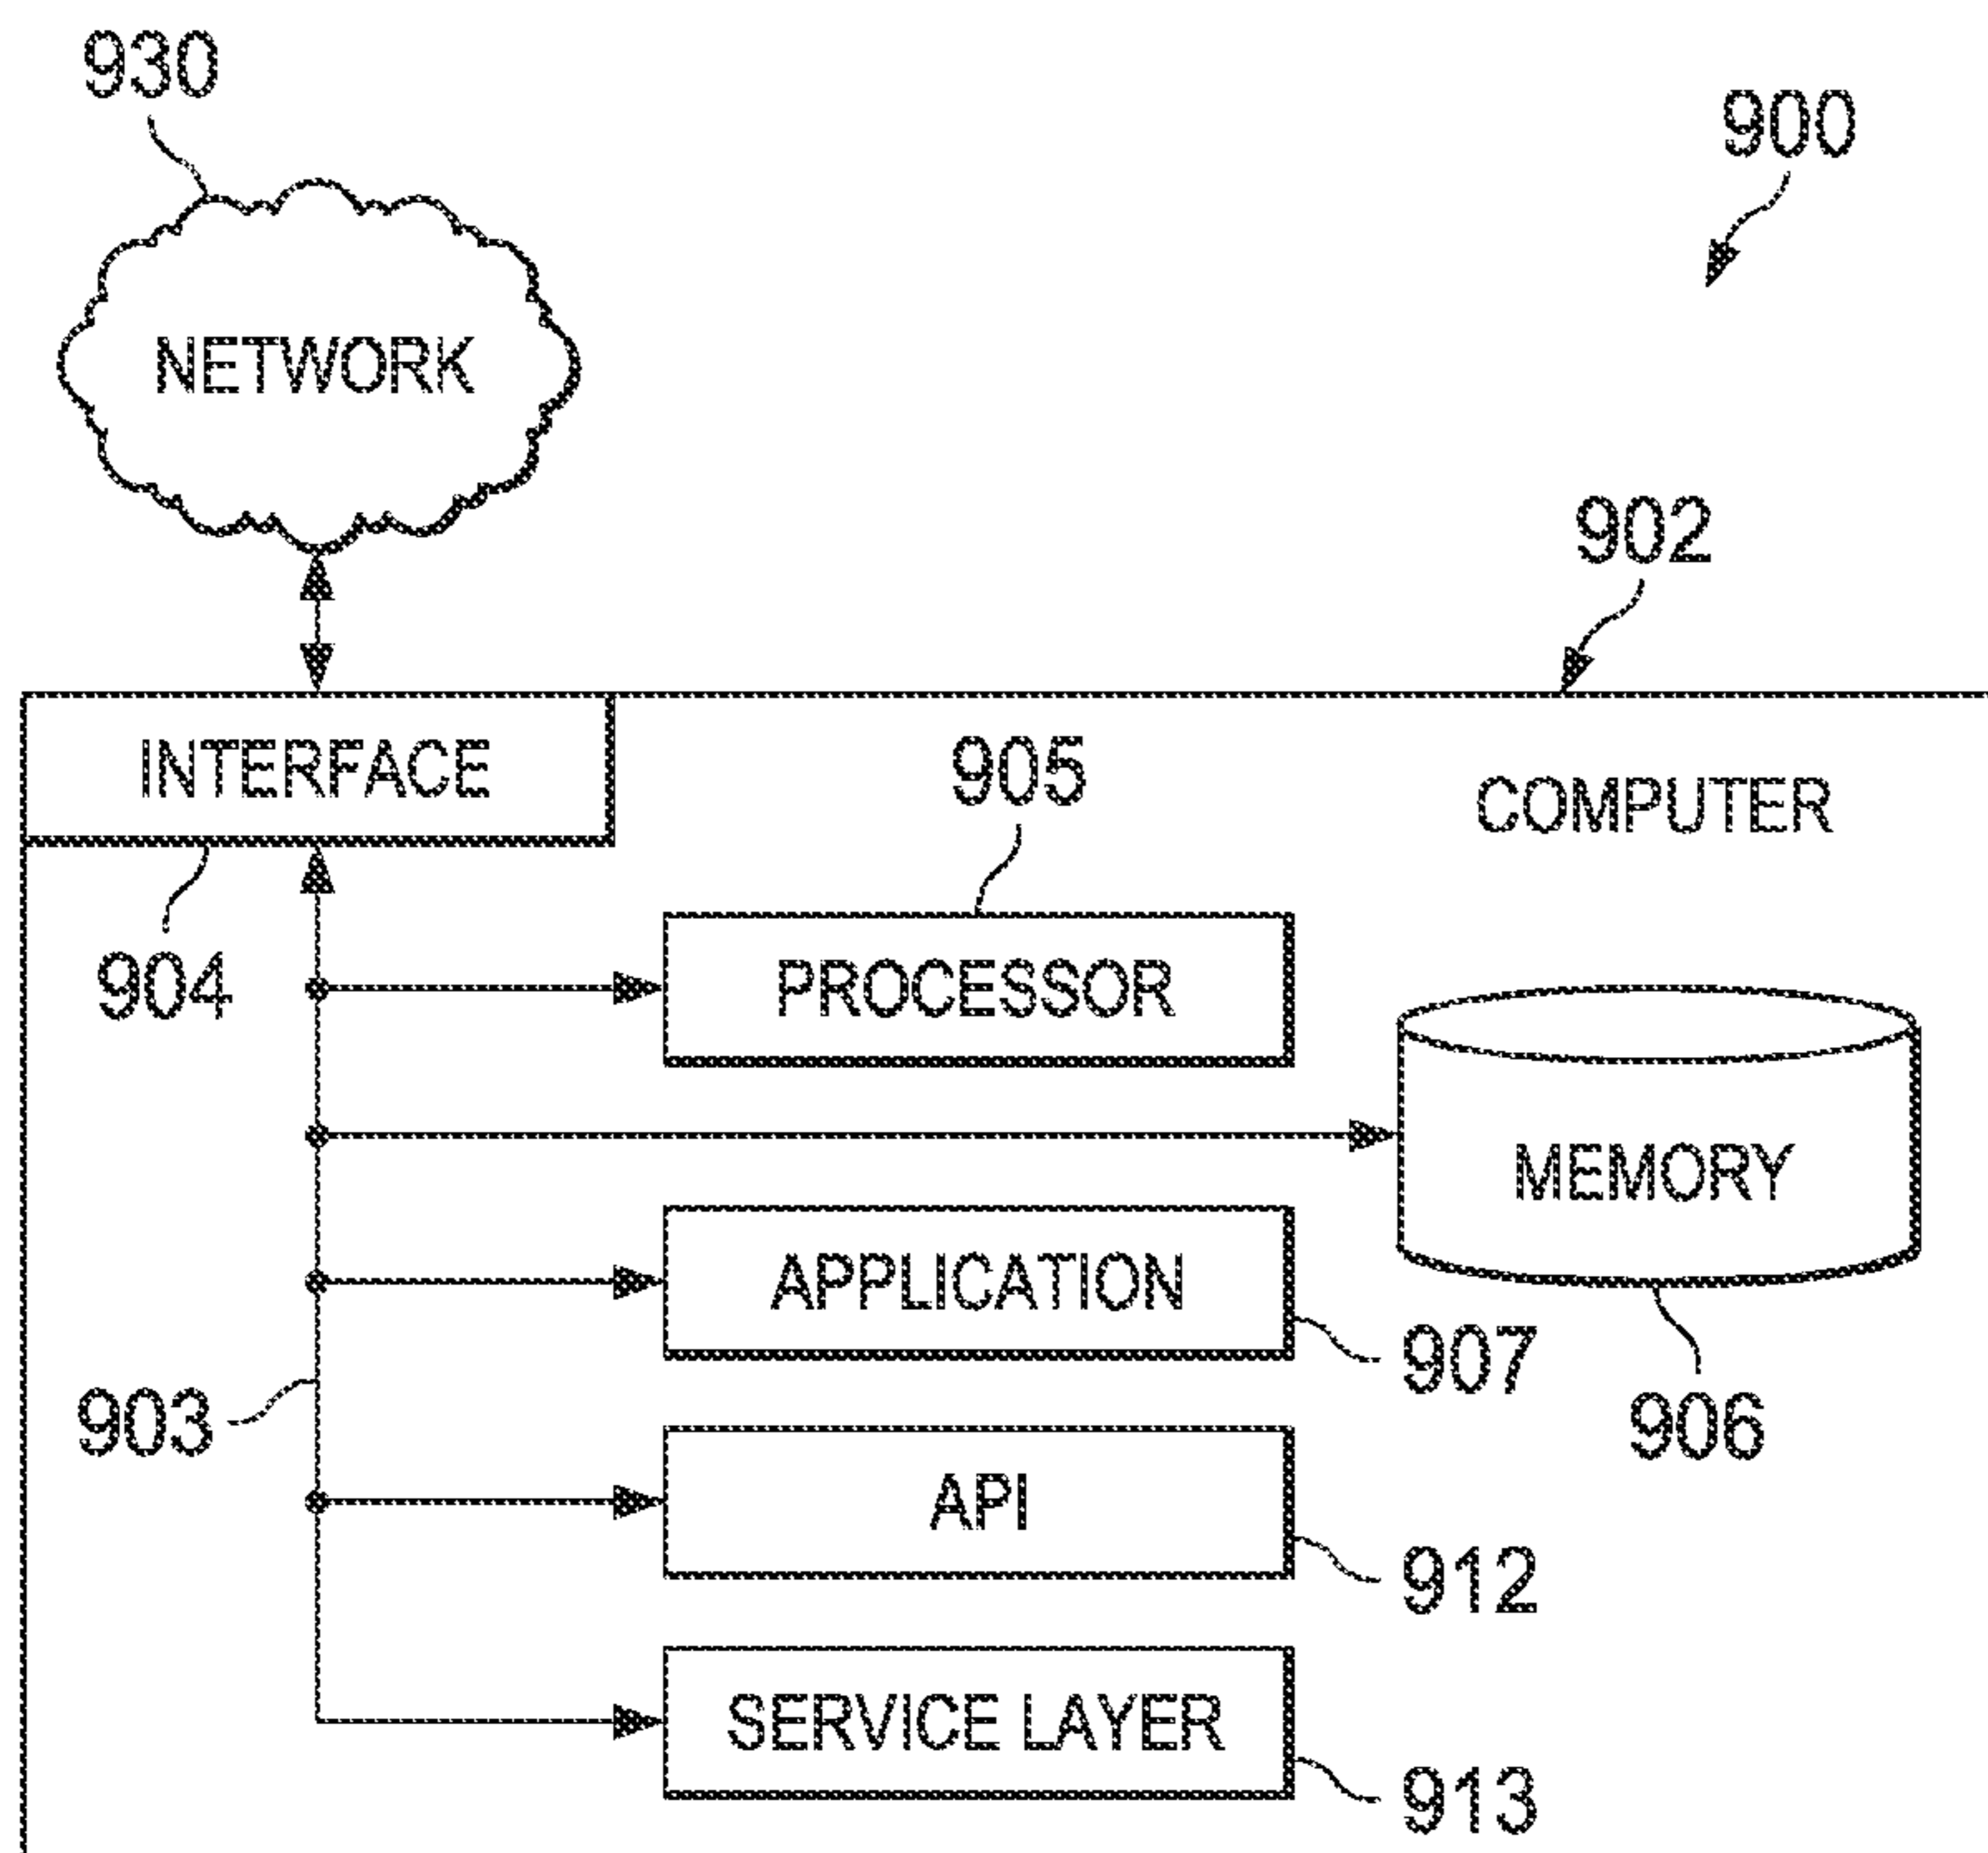 930
900
NETWORK
902
INTERFACE
905
COMPUTER
904
PROCESSOR
MEMORY
APPLICATION
907
903
906
API
912
SERVICE LAYER
913